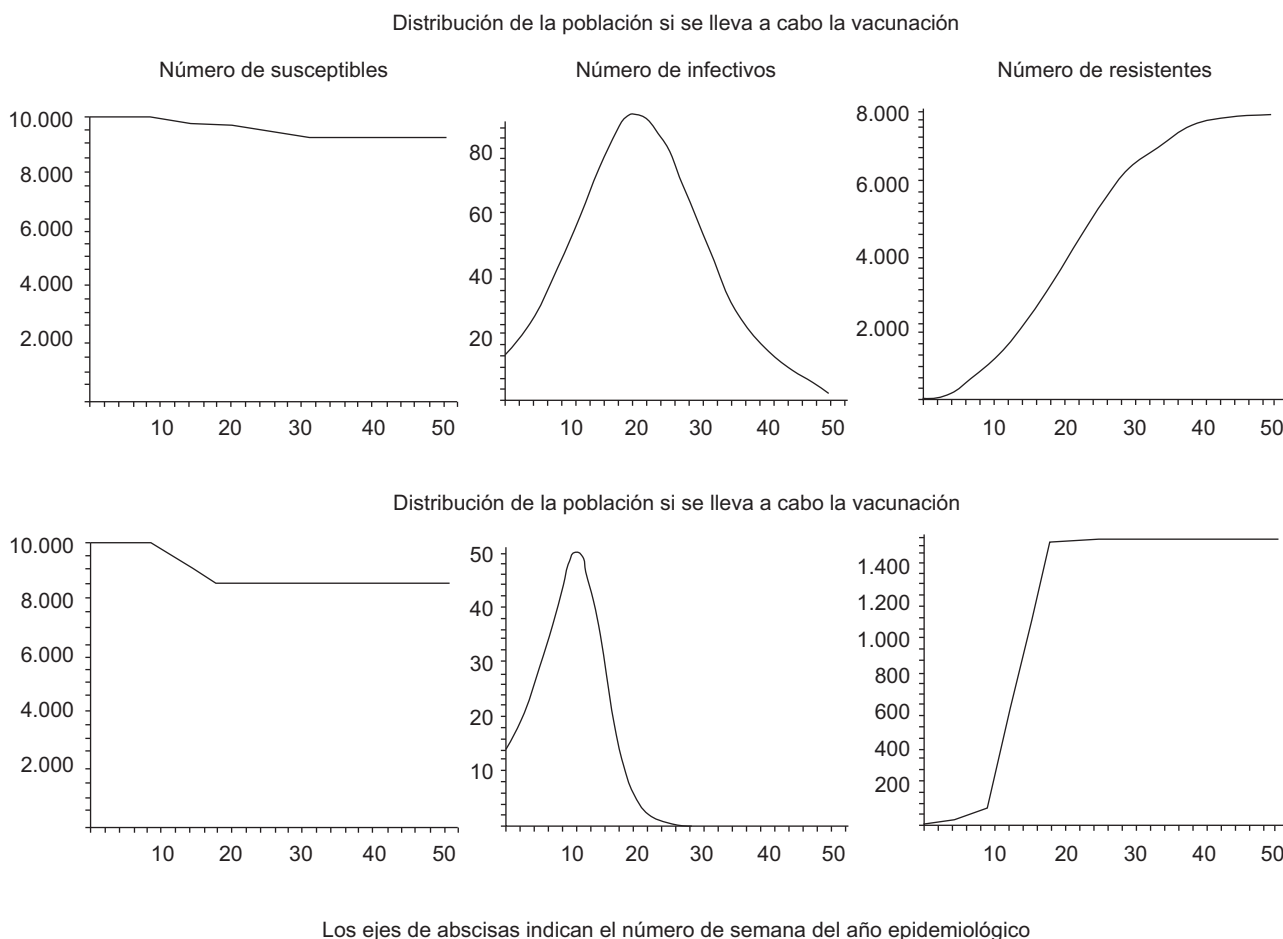 Distribución de la población si se lleva a cabo la vacunación
Número de susceptibles
Número de infectivos
Número de resistentes
10.000
8.000
6.000
4.000
2.000
10 20 30 40 50
80
60
40
20
10 20 30 40 50
8.000
6.000
4.000
2.000
10 20 30 40 50
Distribución de la población si se lleva a cabo la vacunación
10.000
8.000
6.000
4.000
2.000
10 20 30 40 50
50
40
30
20
10
10 20 30 40 50
1.400
1.200
1.000
800
600
400
200
10 20 30 40 50
Los ejes de abscisas indican el número de semana del año epidemiológico